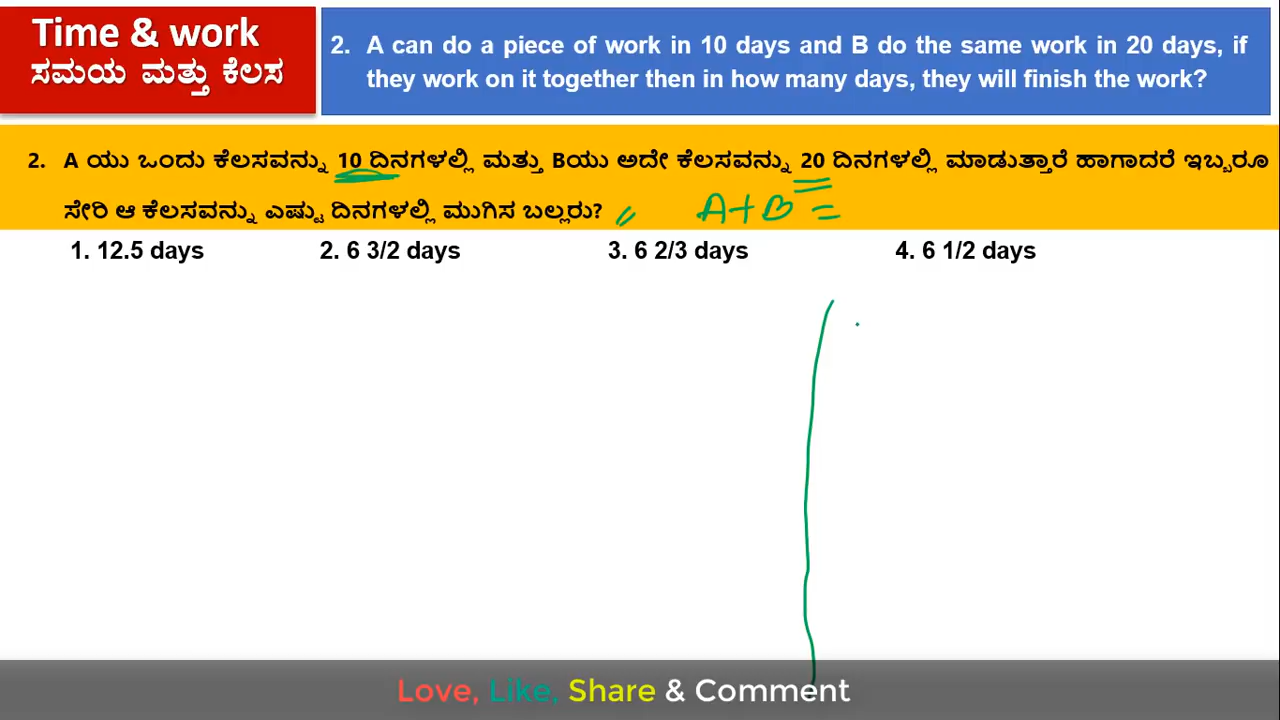 Time & work
ಸಮಯ ಮತ್ತು ಕೆಲಸ
2. A can do a piece of work in 10 days and B do the same work in 20 days, if
they work on it together then in how many days, they will finish the work?
2. A ಯು ಒಂದು ಕೆಲಸವನ್ನು 10 ದಿನಗಳಲ್ಲಿ ಮತ್ತು Bಯು ಅದೇ ಕೆಲಸವನ್ನು 20 ದಿನಗಳಲ್ಲಿ ಮಾಡುತ್ತಾರೆ ಹಾಗಾದರೆ ಇಬ್ಬರೂ
ಸೇರಿ ಆ ಕೆಲಸವನ್ನು ಎಷ್ಟು ದಿನಗಳಲ್ಲಿ ಮುಗಿಸ ಬಲ್ಲರು? A+B =
1. 12.5 days 2. 6 3/2 days 3. 6 2/3 days 4. 6 1/2 days
Love, Like, Share & Comment